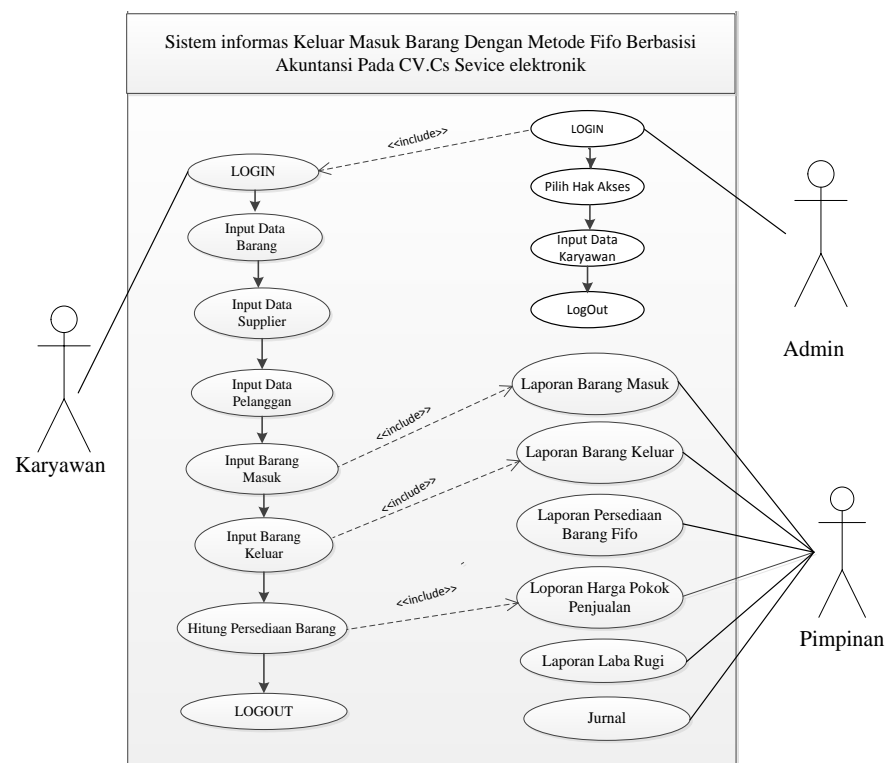 Sistem informas Keluar Masuk Barang Dengan Metode Fifo Berbasisi
Akuntansi Pada CV.Cs Sevice elektronik
LOGIN
<<include>>
LOGIN
Pilih Hak Akses
Input Data
Barang
Input Data
Karyawan
Input Data
Supplier
LogOut
Admin
Input Data
Pelanggan
Laporan Barang Masuk
<<include>>
Karyawan
Input Barang
Masuk
Laporan Barang Keluar
<<include>>
Input Barang
Keluar
Laporan Persediaan
Barang Fifo
<<include>>
Loporan Harga Pokok
Penjualan
Hitung Persediaan Barang
Pimpinan
Laporan Laba Rugi
LOGOUT
Jurnal